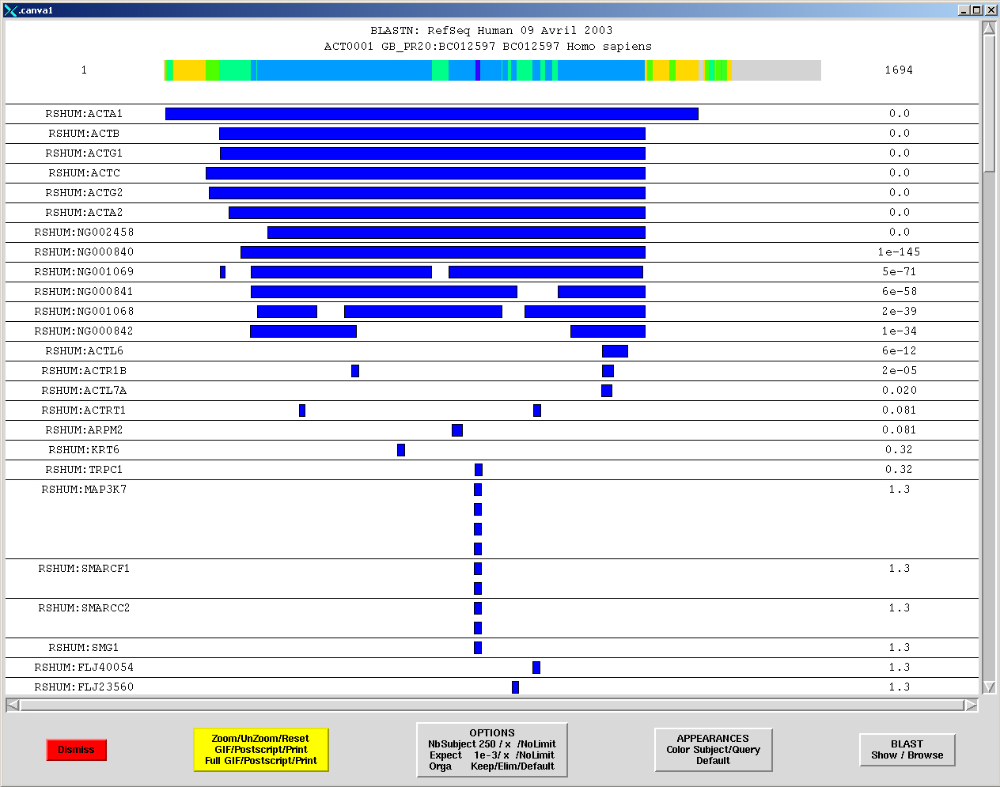 .canva1
BLASTN: RefSeq Human 09 Avril 2003
ACT0001 GB_PR20:BC012597 BC012597 Homo sapiens
1 1694
RSHUM:ACTA1 0.0
RSHUM:ACTB 0.0
RSHUM:ACTG1 0.0
RSHUM:ACTC 0.0
RSHUM:ACTG2 0.0
RSHUM:ACTA2 0.0
RSHUM:NG002458 0.0
RSHUM:NG000840 1e-145
RSHUM:NG001069 5e-71
RSHUM:NG000841 6e-58
RSHUM:NG001068 2e-39
RSHUM:NG000842 1e-34
RSHUM:ACTL6 6e-12
RSHUM:ACTR1B 2e-05
RSHUM:ACTL7A 0.020
RSHUM:ACTRT1 0.081
RSHUM:ARPM2 0.081
RSHUM:KRT6 0.32
RSHUM:TRPC1 0.32
RSHUM:MAP3K7 1.3
RSHUM:SMARCF1 1.3
RSHUM:SMARCC2 1.3
RSHUM:SMG1 1.3
RSHUM:FLJ40054 1.3
RSHUM:FLJ23560 1.3
Dismiss
Zoom/UnZoom/Reset
GIF/Postscript/Print
Full GIF/Postscript/Print
OPTIONS
NbSubject 250 / x /NoLimit
Expect 1e-3/ x /NoLimit
Orga Keep/Elim/Default
APPEARANCES
Color Subject/Query
Default
BLAST
Show / Browse